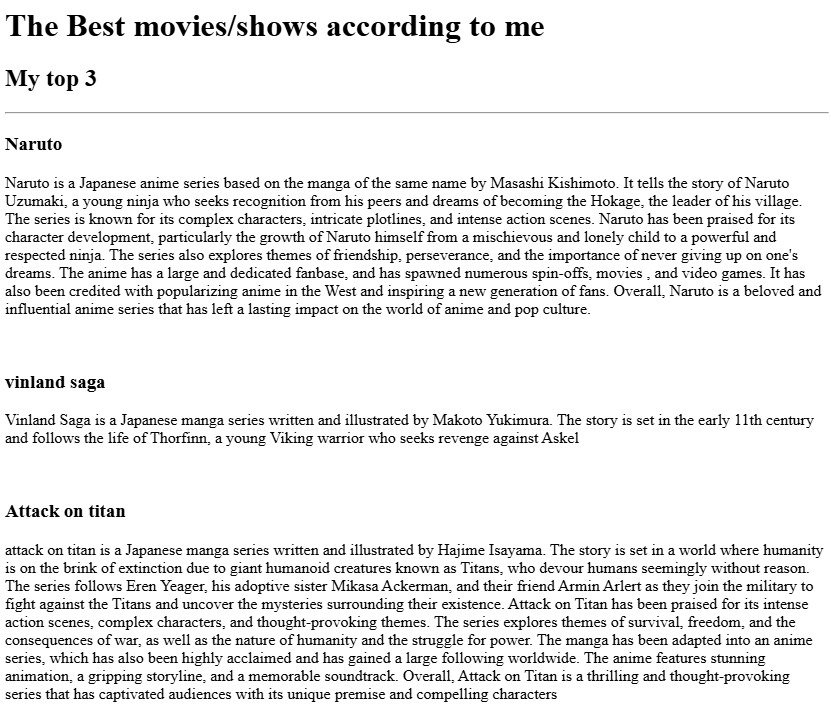 The Best movies/shows according to me
My top 3
Naruto
Naruto is a Japanese anime series based on the manga of the same name by Masashi Kishimoto. It tells the story of Naruto
Uzumaki, a young ninja who seeks recognition from his peers and dreams of becoming the Hokage, the leader of his village.
The series is known for its complex characters, intricate plotlines, and intense action scenes. Naruto has been praised for its
character development, particularly the growth of Naruto himself from a mischievous and lonely child to a powerful and
respected ninja. The series also explores themes of friendship, perseverance, and the importance of never giving up on one's
dreams. The anime has a large and dedicated fanbase, and has spawned numerous spin-offs, movies , and video games. It has
also been credited with popularizing anime in the West and inspiring a new generation of fans. Overall, Naruto is a beloved and
influential anime series that has left a lasting impact on the world of anime and pop culture.
vinland saga
Vinland Saga is a Japanese manga series written and illustrated by Makoto Yukimura. The story is set in the early 11th century
and follows the life of Thorfinn, a young Viking warrior who seeks revenge against Askel
Attack on titan
attack on titan is a Japanese manga series written and illustrated by Hajime Isayama. The story is set in a world where humanity
is on the brink of extinction due to giant humanoid creatures known as Titans, who devour humans seemingly without reason.
The series follows Eren Yeager, his adoptive sister Mikasa Ackerman, and their friend Armin Arlert as they join the military to
fight against the Titans and uncover the mysteries surrounding their existence. Attack on Titan has been praised for its intense
action scenes, complex characters, and thought-provoking themes. The series explores themes of survival, freedom, and the
consequences of war, as well as the nature of humanity and the struggle for power. The manga has been adapted into an anime
series, which has also been highly acclaimed and has gained a large following worldwide. The anime features stunning
animation, a gripping storyline, and a memorable soundtrack. Overall, Attack on Titan is a thrilling and thought-provoking
series that has captivated audiences with its unique premise and compelling characters